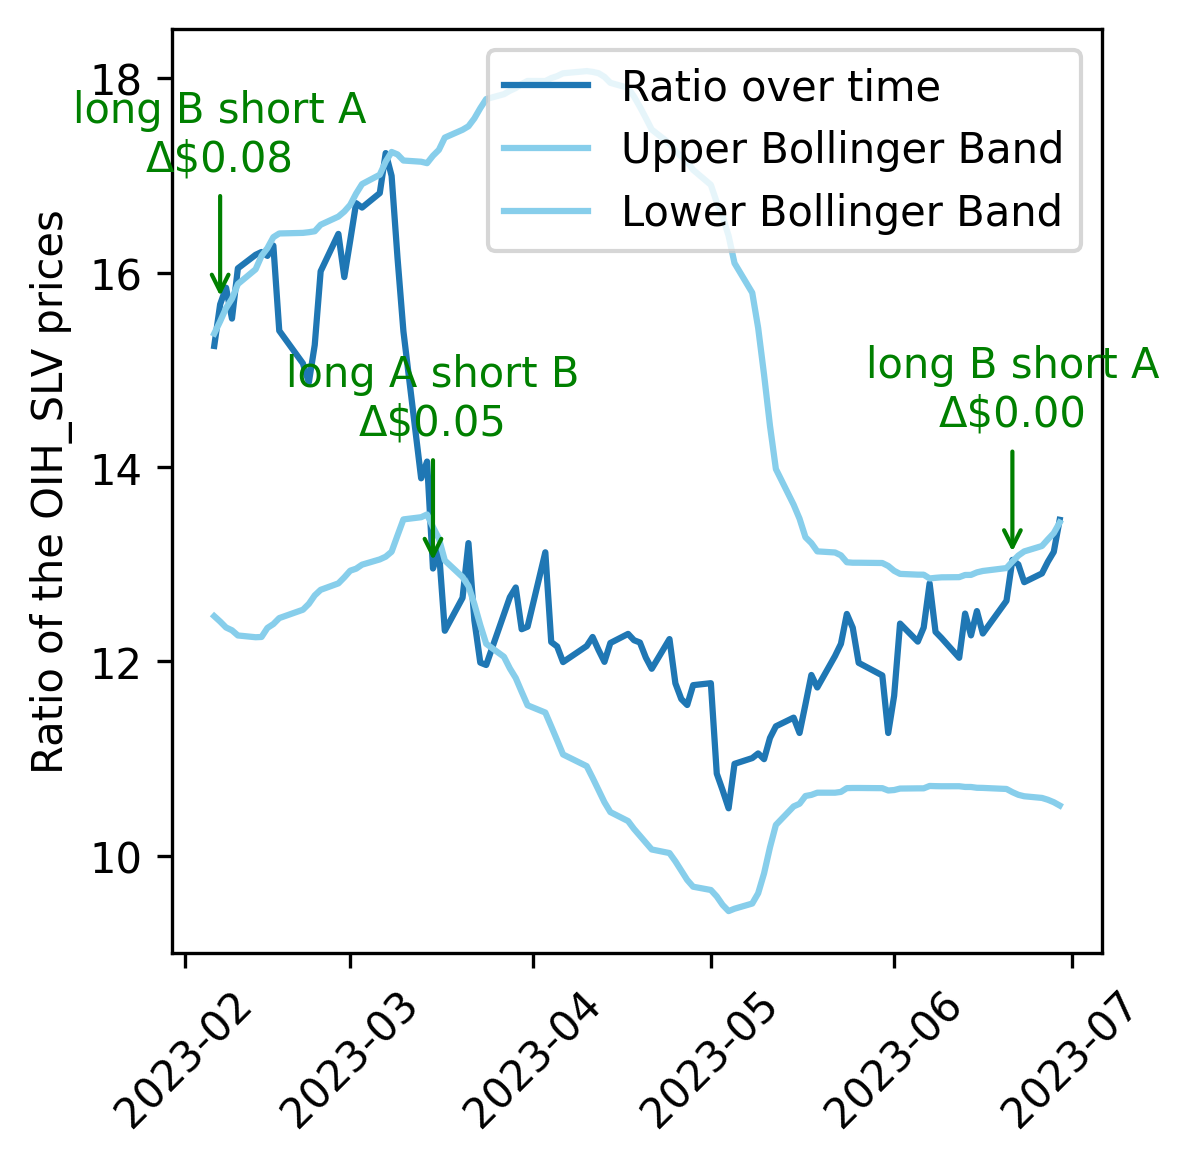 Ratio over time
Upper Bollinger Band
Lower Bollinger Band
long B short A
Δ$0.08
long A short B
Δ$0.05
long B short A
Δ$0.00
Ratio of the OIH_SLV prices
18
16
14
12
10
2023-02
2023-03
2023-04
2023-05
2023-06
2023-07